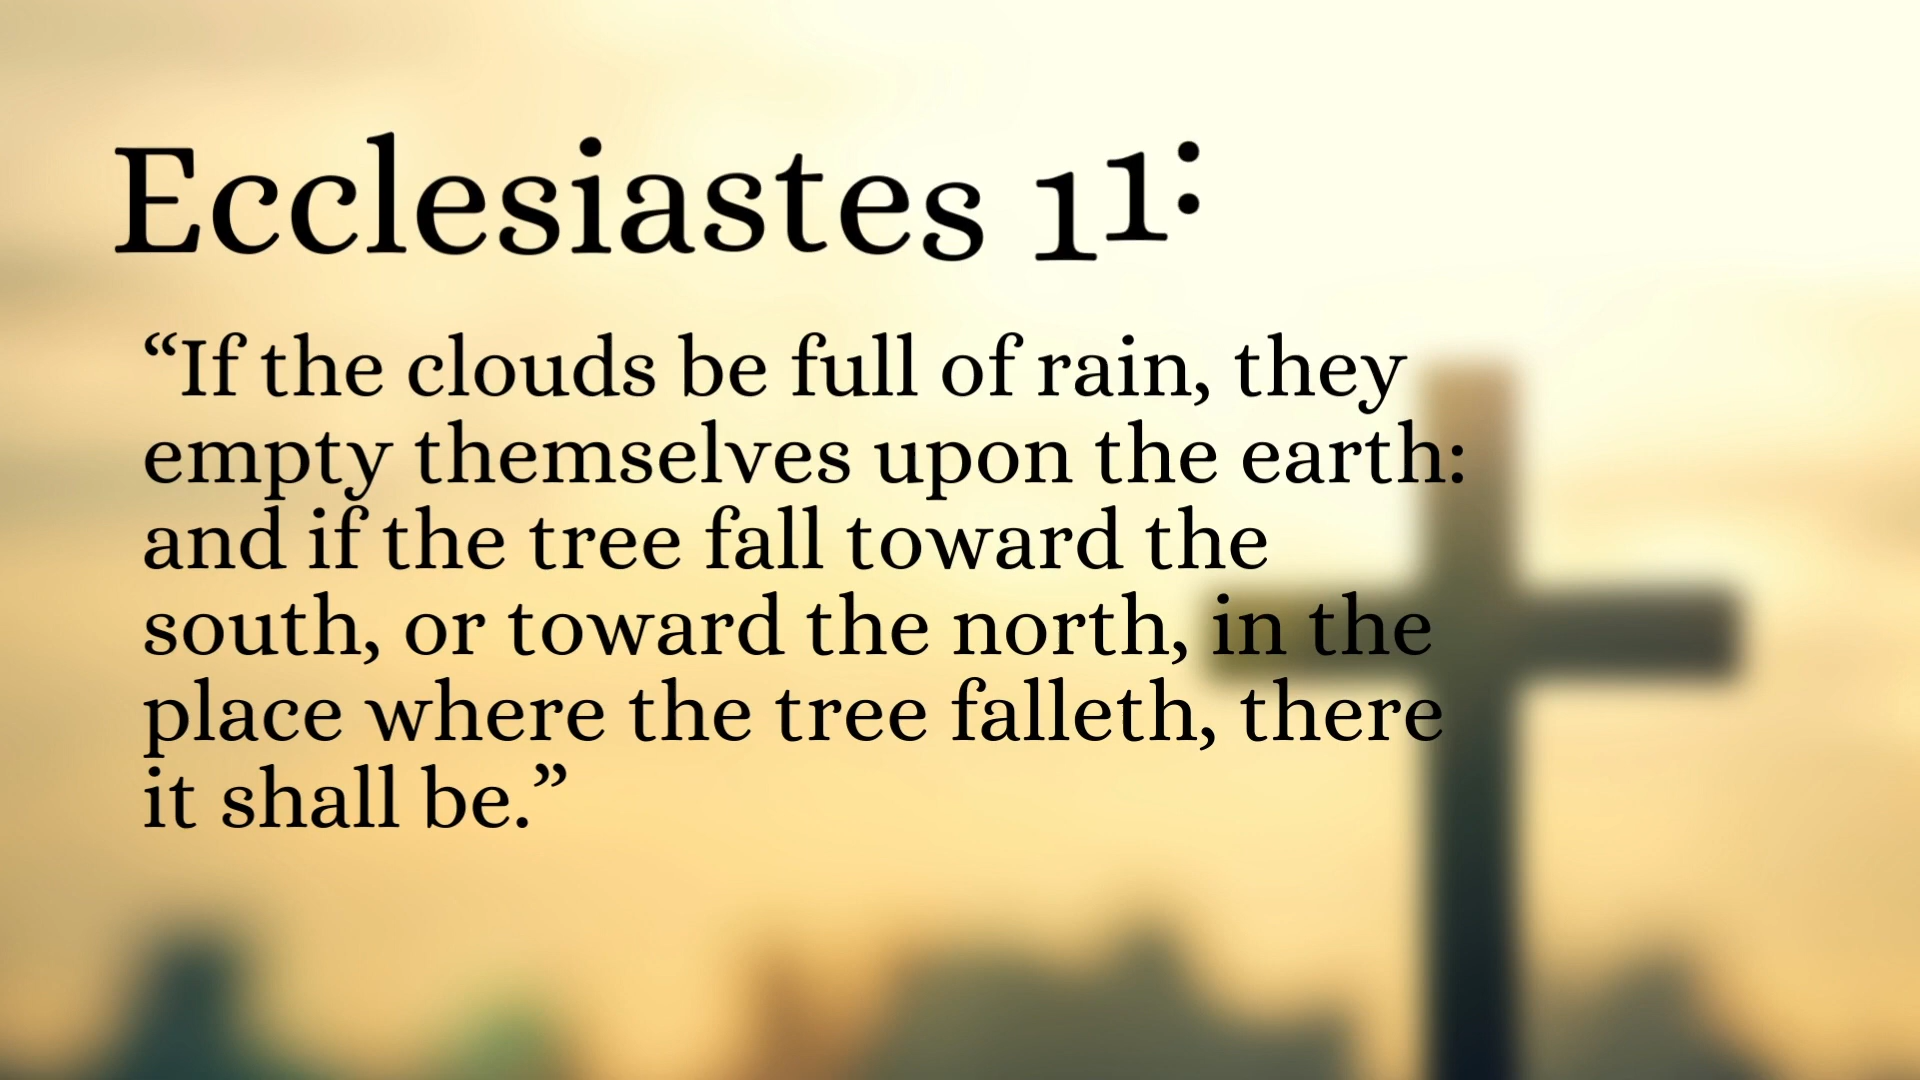 Ecclesiastes 11:
“If the clouds be full of rain, they
empty themselves upon the earth:
and if the tree fall toward the
south, or toward the north, in the
place where the tree falleth, there
it shall be.”